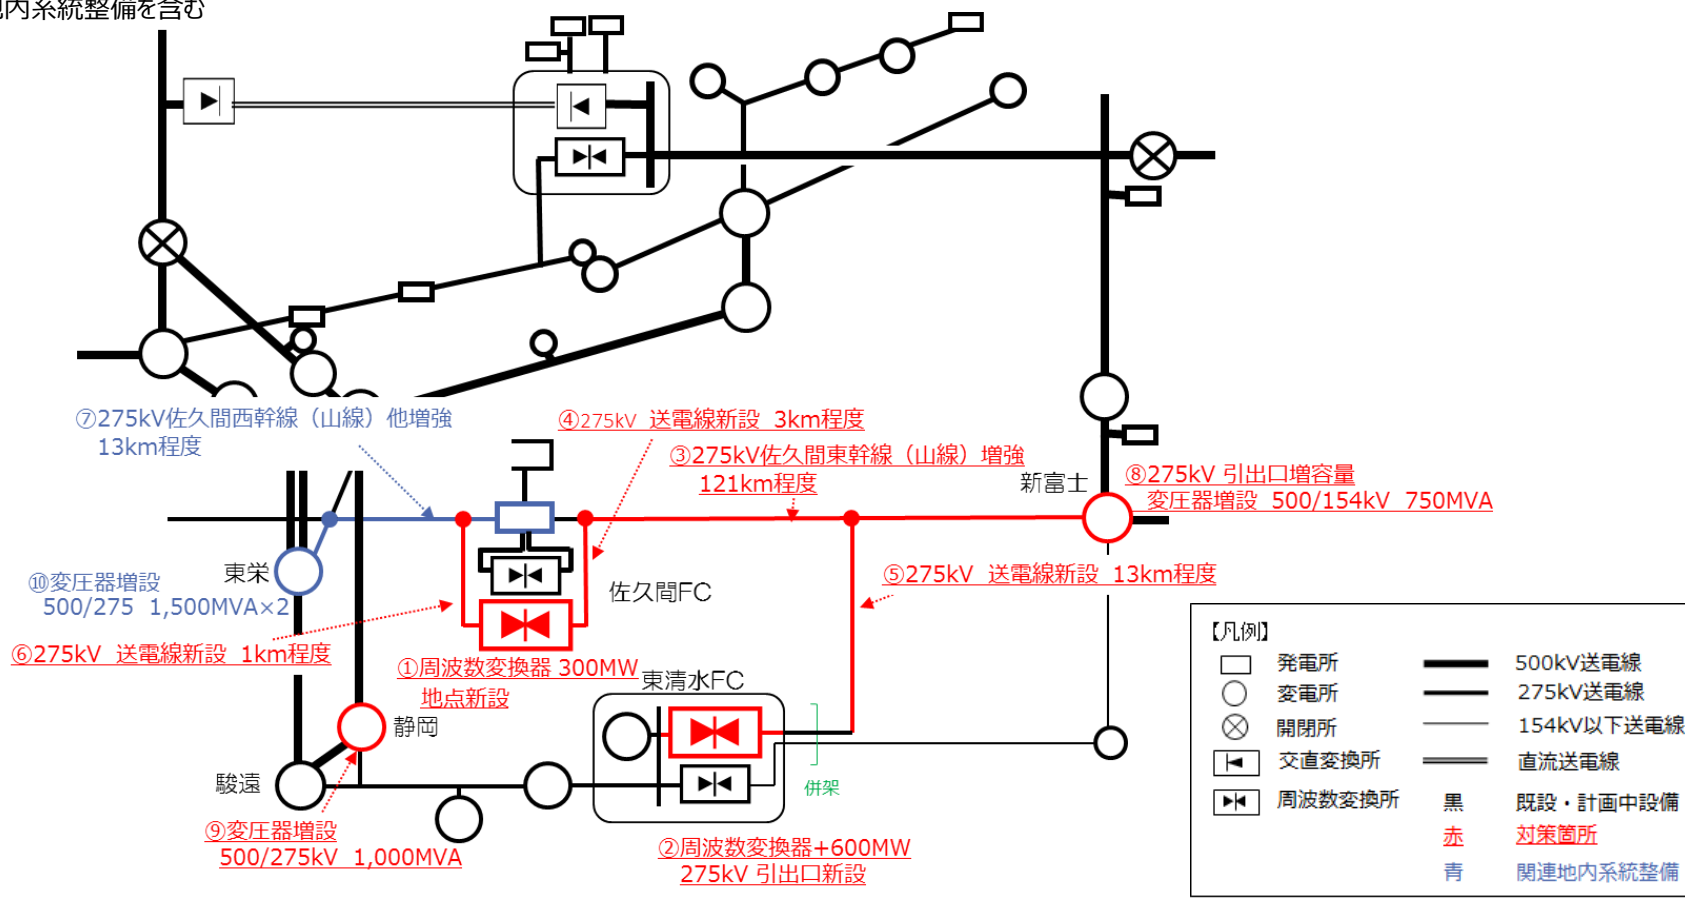 内系統整備を含む
⑦275kV佐久間西幹線（山線）他増強
13km程度
④275kV 送電線新設 3km程度
③275kV佐久間東幹線（山線）増強
121km程度
新富士
⑧275kV 引出口増容量
変圧器増設 500/154kV 750MVA
東栄
⑩変圧器増設
500/275 1,500MVA×2
佐久間FC
⑤275kV 送電線新設 13km程度
⑥275kV 送電線新設 1km程度
①周波数変換器 300MW
地点新設
東清水FC
静岡
駿遠
併架
⑨変圧器増設
500/275kV 1,000MVA
②周波数変換器+600MW
275kV 引出口新設
【凡例】
発電所 500kV送電線
変電所 275kV送電線
開閉所 154kV以下送電線
交直変換所 直流送電線
周波数変換所 黒 既設・計画中設備
赤 対策箇所
青 関連地内系統整備